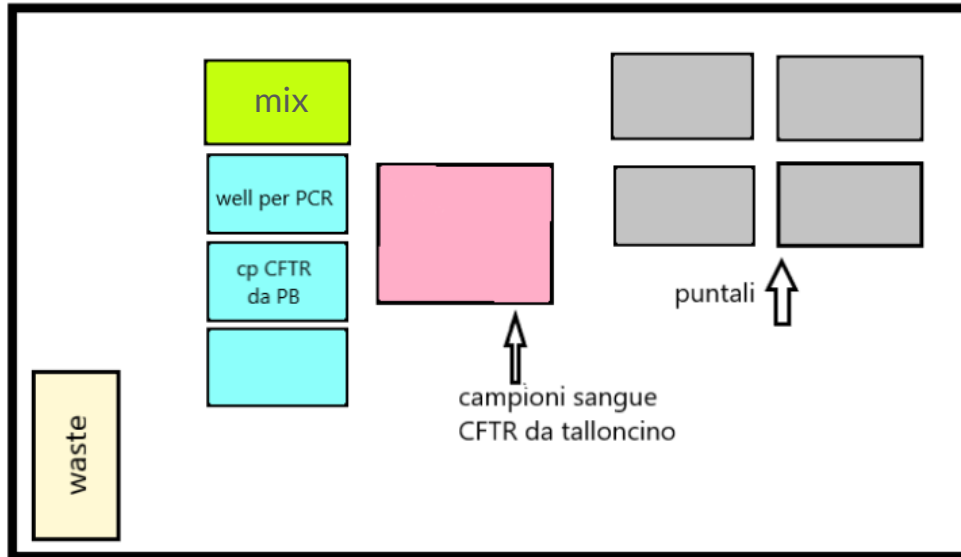 mix
well per PCR
cp CFTR
da PB
puntali
campioni sangue
CFTR da talloncino
waste